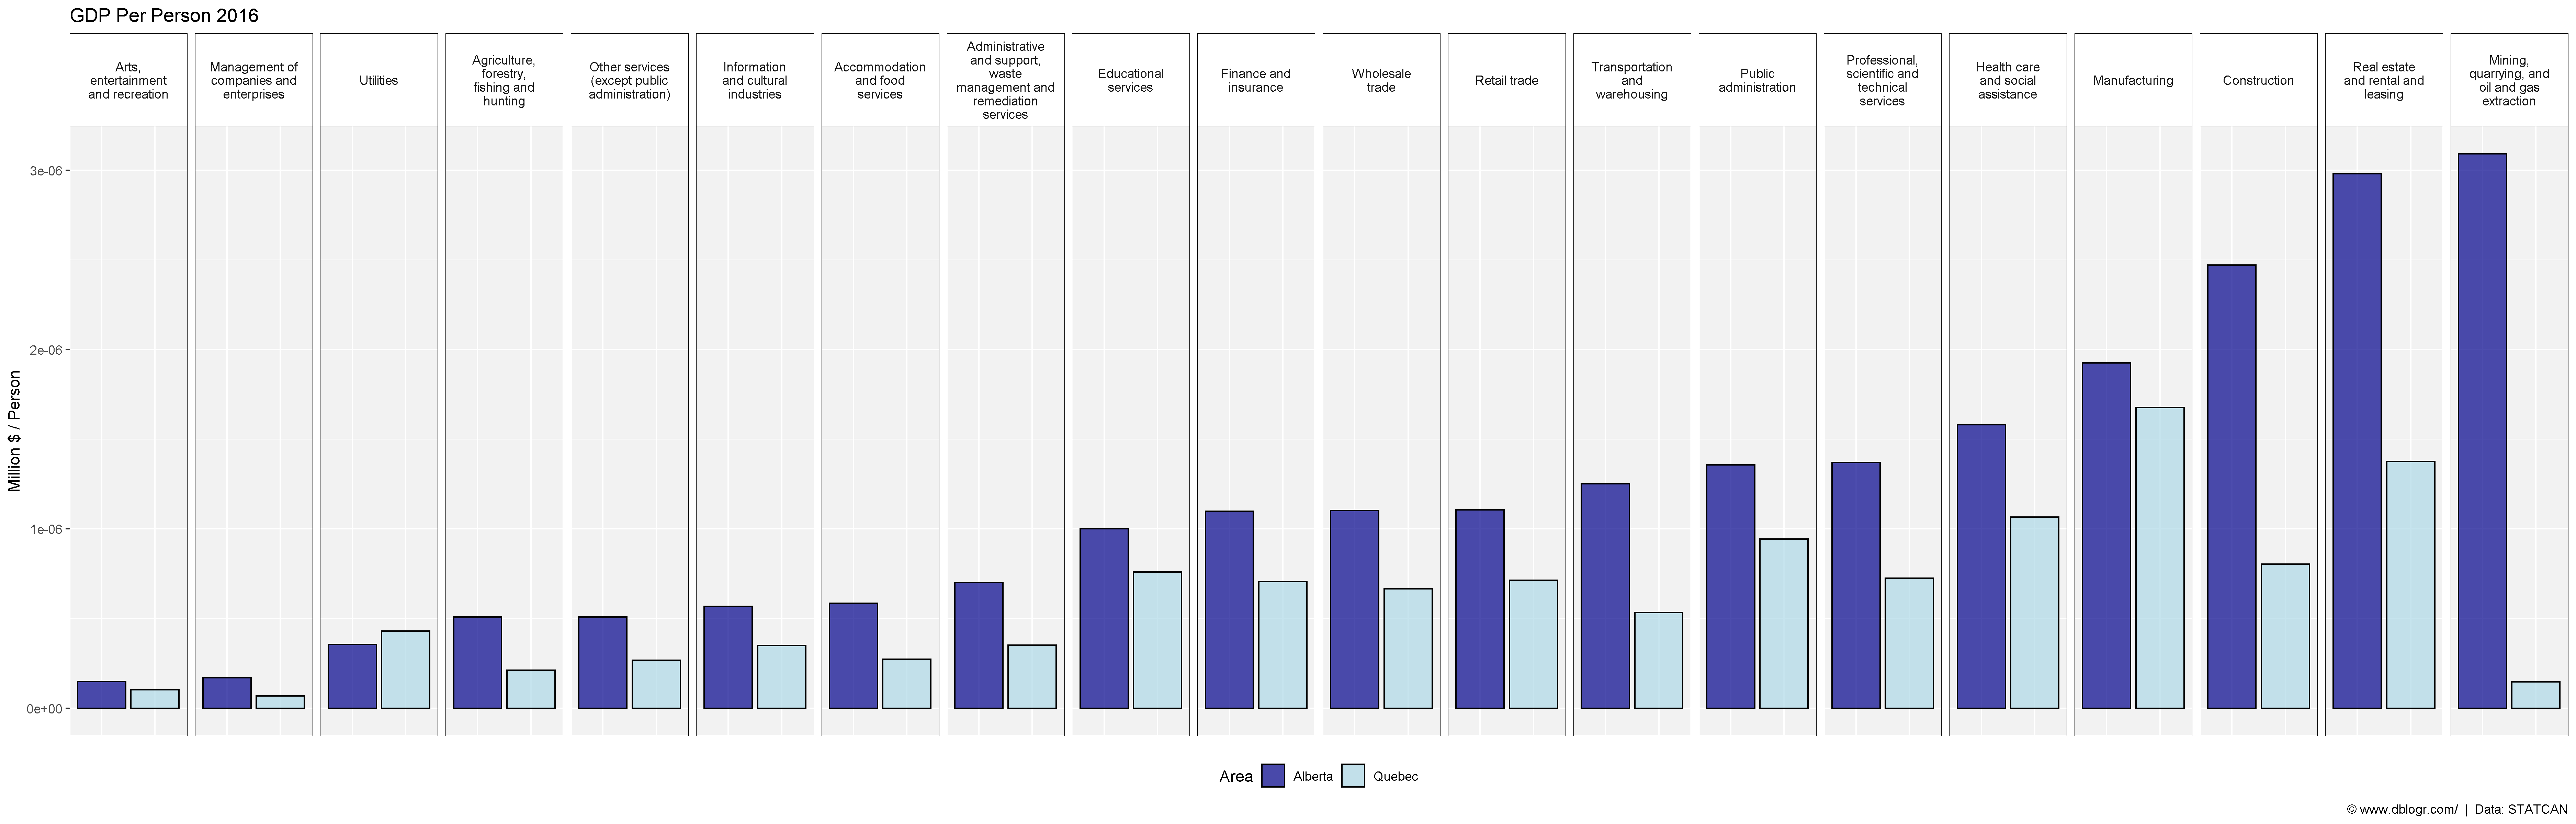 GDP Per Person 2016
Arts,
entertainment
and recreation
Management of
companies and
enterprises
Utilities
Agriculture,
forestry,
fishing and
hunting
Other services
(except public
administration)
Information
and cultural
industries
Accommodation
and food
services
Administrative
and support,
waste
management and
remediation
services
Educational
services
Finance and
insurance
Wholesale
trade
Retail trade
Transportation
and
warehousing
Public
administration
Professional,
scientific and
technical
services
Health care
and social
assistance
Manufacturing
Construction
Real estate
and rental and
leasing
Mining,
quarrying, and
oil and gas
extraction
Million $ / Person
3e-06
2e-06
1e-06
0e+00
Area Alberta Quebec
© www.dblogr.com/ | Data: STATCAN